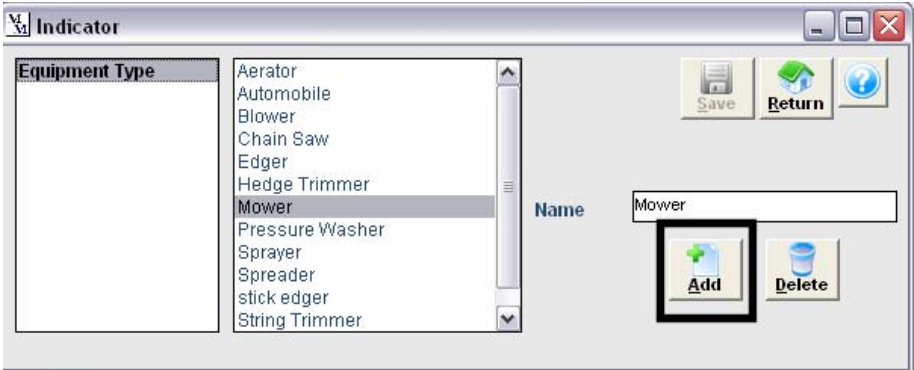 Indicator
Equipment Type
Aerator
Automobile
Blower
Chain Saw
Edger
Hedge Trimmer
Mower
Pressure Washer
Sprayer
Spreader
stick edger
String Trimmer
Save
Return
?
Name
Mower
Add
Delete